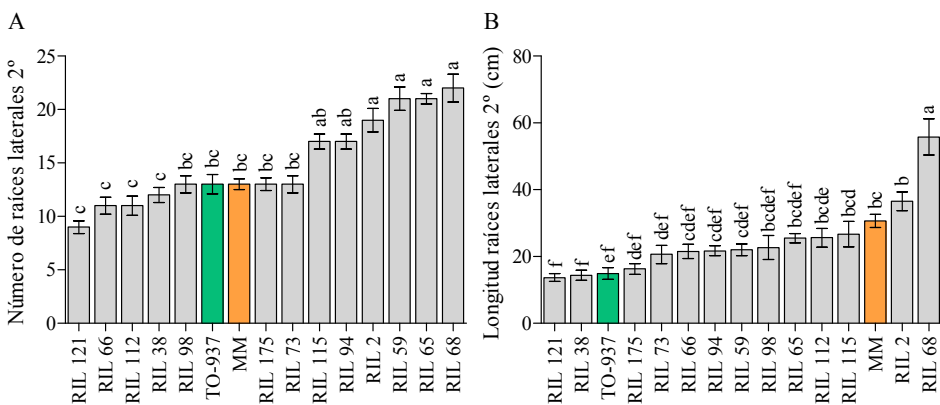 A
Número de raíces laterales 2º
25
20
15
10
5
0
c
c
c
c
bc
bc
bc
bc
bc
ab
ab
a
a
a
a
RIL 121
RIL 66
RIL 112
RIL 38
RIL 98
TO-937
MM
RIL 175
RIL 73
RIL 115
RIL 94
RIL 2
RIL 59
RIL 65
RIL 68
B
Longitud raíces laterales 2º (cm)
80
60
40
20
0
f
f
ef
def
def
cdef
cdef
cdef
bcdef
bcdef
bcde
bcd
bc
b
a
RIL 121
RIL 38
TO-937
RIL 175
RIL 73
RIL 66
RIL 94
RIL 59
RIL 98
RIL 65
RIL 112
RIL 115
MM
RIL 2
RIL 68